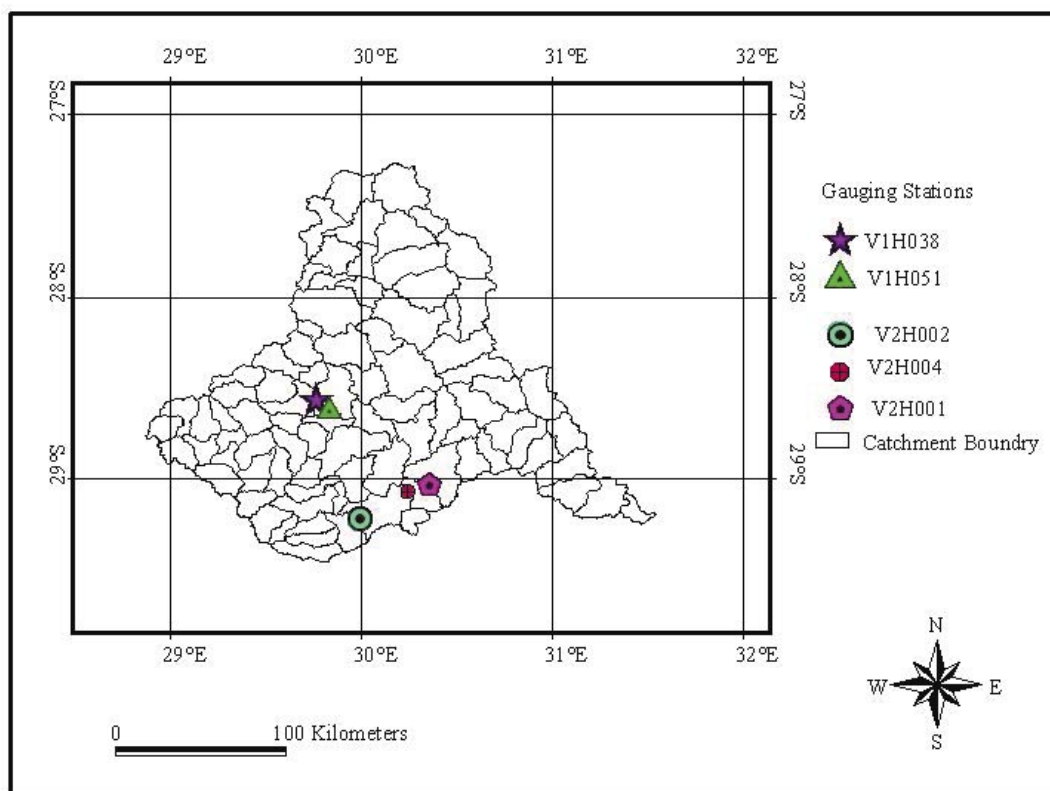 29°E 30°E 31°E 32°E
27°S 27°S
28°S 28°S
29°S 29°S
29°E 30°E 31°E 32°E
Gauging Stations
V1H038
V1H051
V2H002
V2H004
V2H001
Catchment Boundry
N
W E
S
0 100 Kilometers